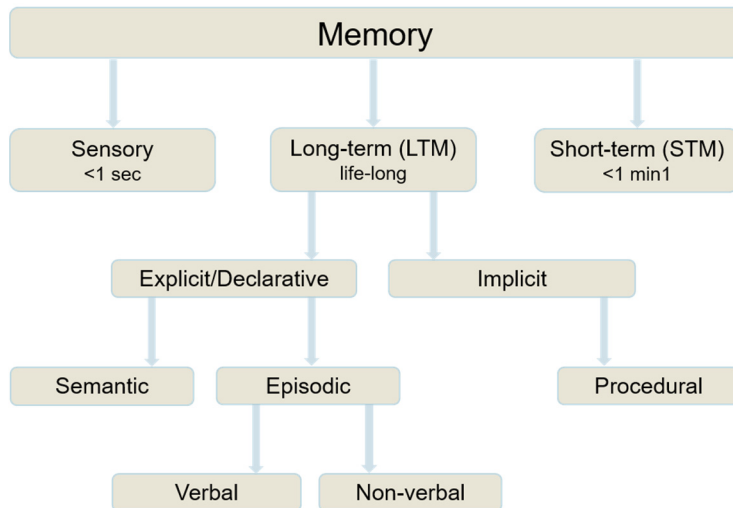 Memory
Sensory
<1 sec
Long-term (LTM)
life-long
Short-term (STM)
<1 min1
Explicit/Declarative
Implicit
Semantic
Episodic
Procedural
Verbal
Non-verbal